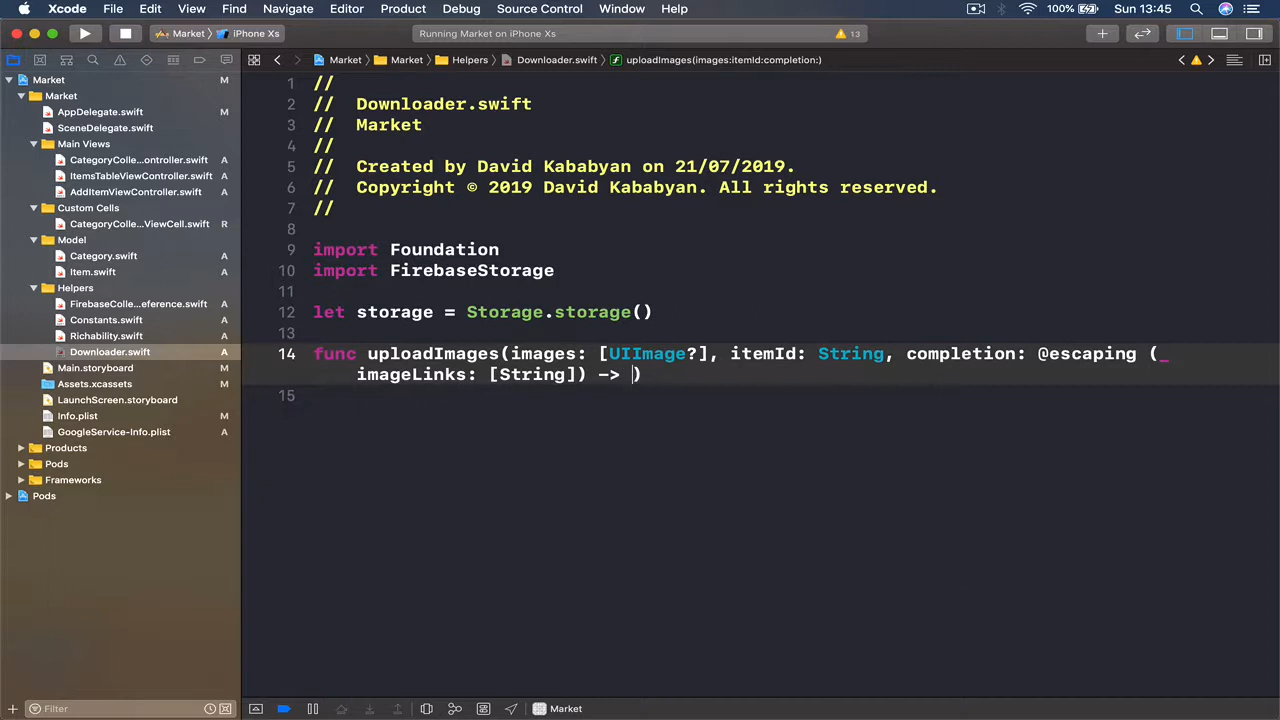 Xcode File Edit View Find Navigate Editor Product Debug Source Control Window Help 100% Sun 13:45
Market iPhone Xs Running Market on iPhone Xs 13
Market Market Helpers Downloader.swift uploadImages(images:itemId:completion:)
Market M
Market
AppDelegate.swift M
SceneDelegate.swift
Main Views
CategoryColle...ontroller.swift A
ItemsTableViewController.swift A
AddItemViewController.swift A
Custom Cells
CategoryColle...ViewCell.swift R
Model
Category.swift A
Item.swift A
Helpers
FirebaseColle...eference.swift A
Constants.swift A
Richability.swift A
Downloader.swift A
Main.storyboard
Assets.xcassets
LaunchScreen.storyboard
Info.plist M
GoogleService-Info.plist A
Products
Pods
Frameworks
Pods
Filter
1 //
2 // Downloader.swift
3 // Market
4 //
5 // Created by David Kababyan on 21/07/2019.
6 // Copyright © 2019 David Kababyan. All rights reserved.
7 //
8
9 import Foundation
10 import FirebaseStorage
11
12 let storage = Storage.storage()
13
14 func uploadImages(images: [UIImage?], itemId: String, completion: @escaping (_
imageLinks: [String]) -> )
15
Market